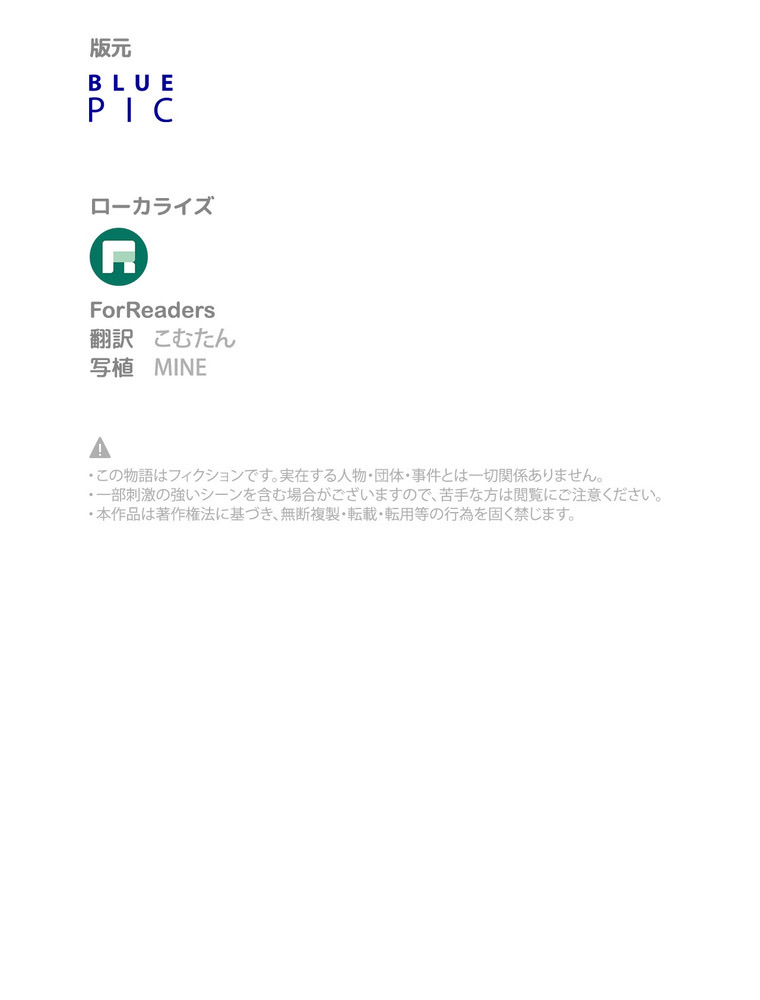 版元
BLUE
PIC
ローカライズ
ForReaders
翻訳 こむたん
写植 MINE
・この物語はフィクションです。実在する人物・団体・事件とは一切関係ありません。
・一部刺激の強いシーンを含む場合がございますので、苦手な方は閲覧にご注意ください。
・本作品は著作権法に基づき、無断複製・転載・転用等の行為を固く禁じます。